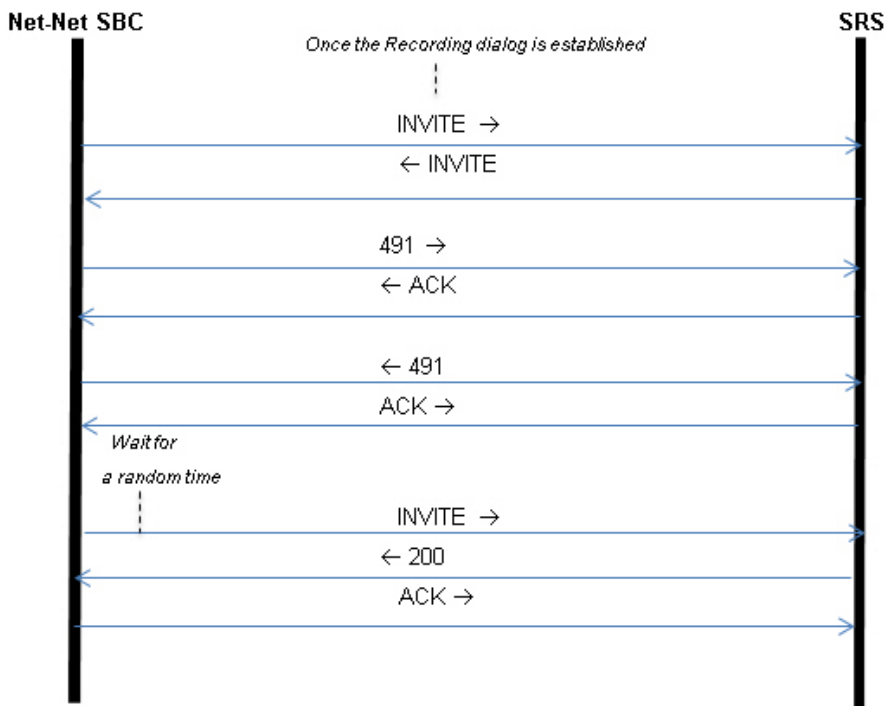 Net-Net SBC SRS
Once the Recording dialog is established
INVITE →
← INVITE
491 →
← ACK
← 491
ACK →
Wait for
a random time
INVITE →
← 200
ACK →